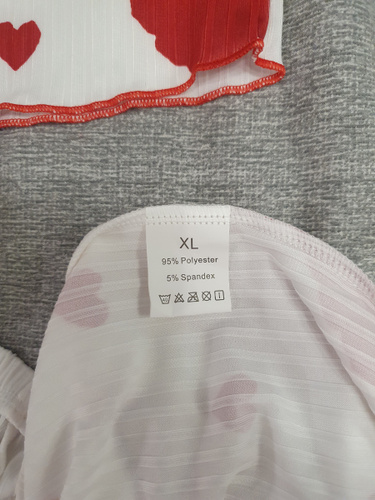 XL
95% Polyester
5% Spandex